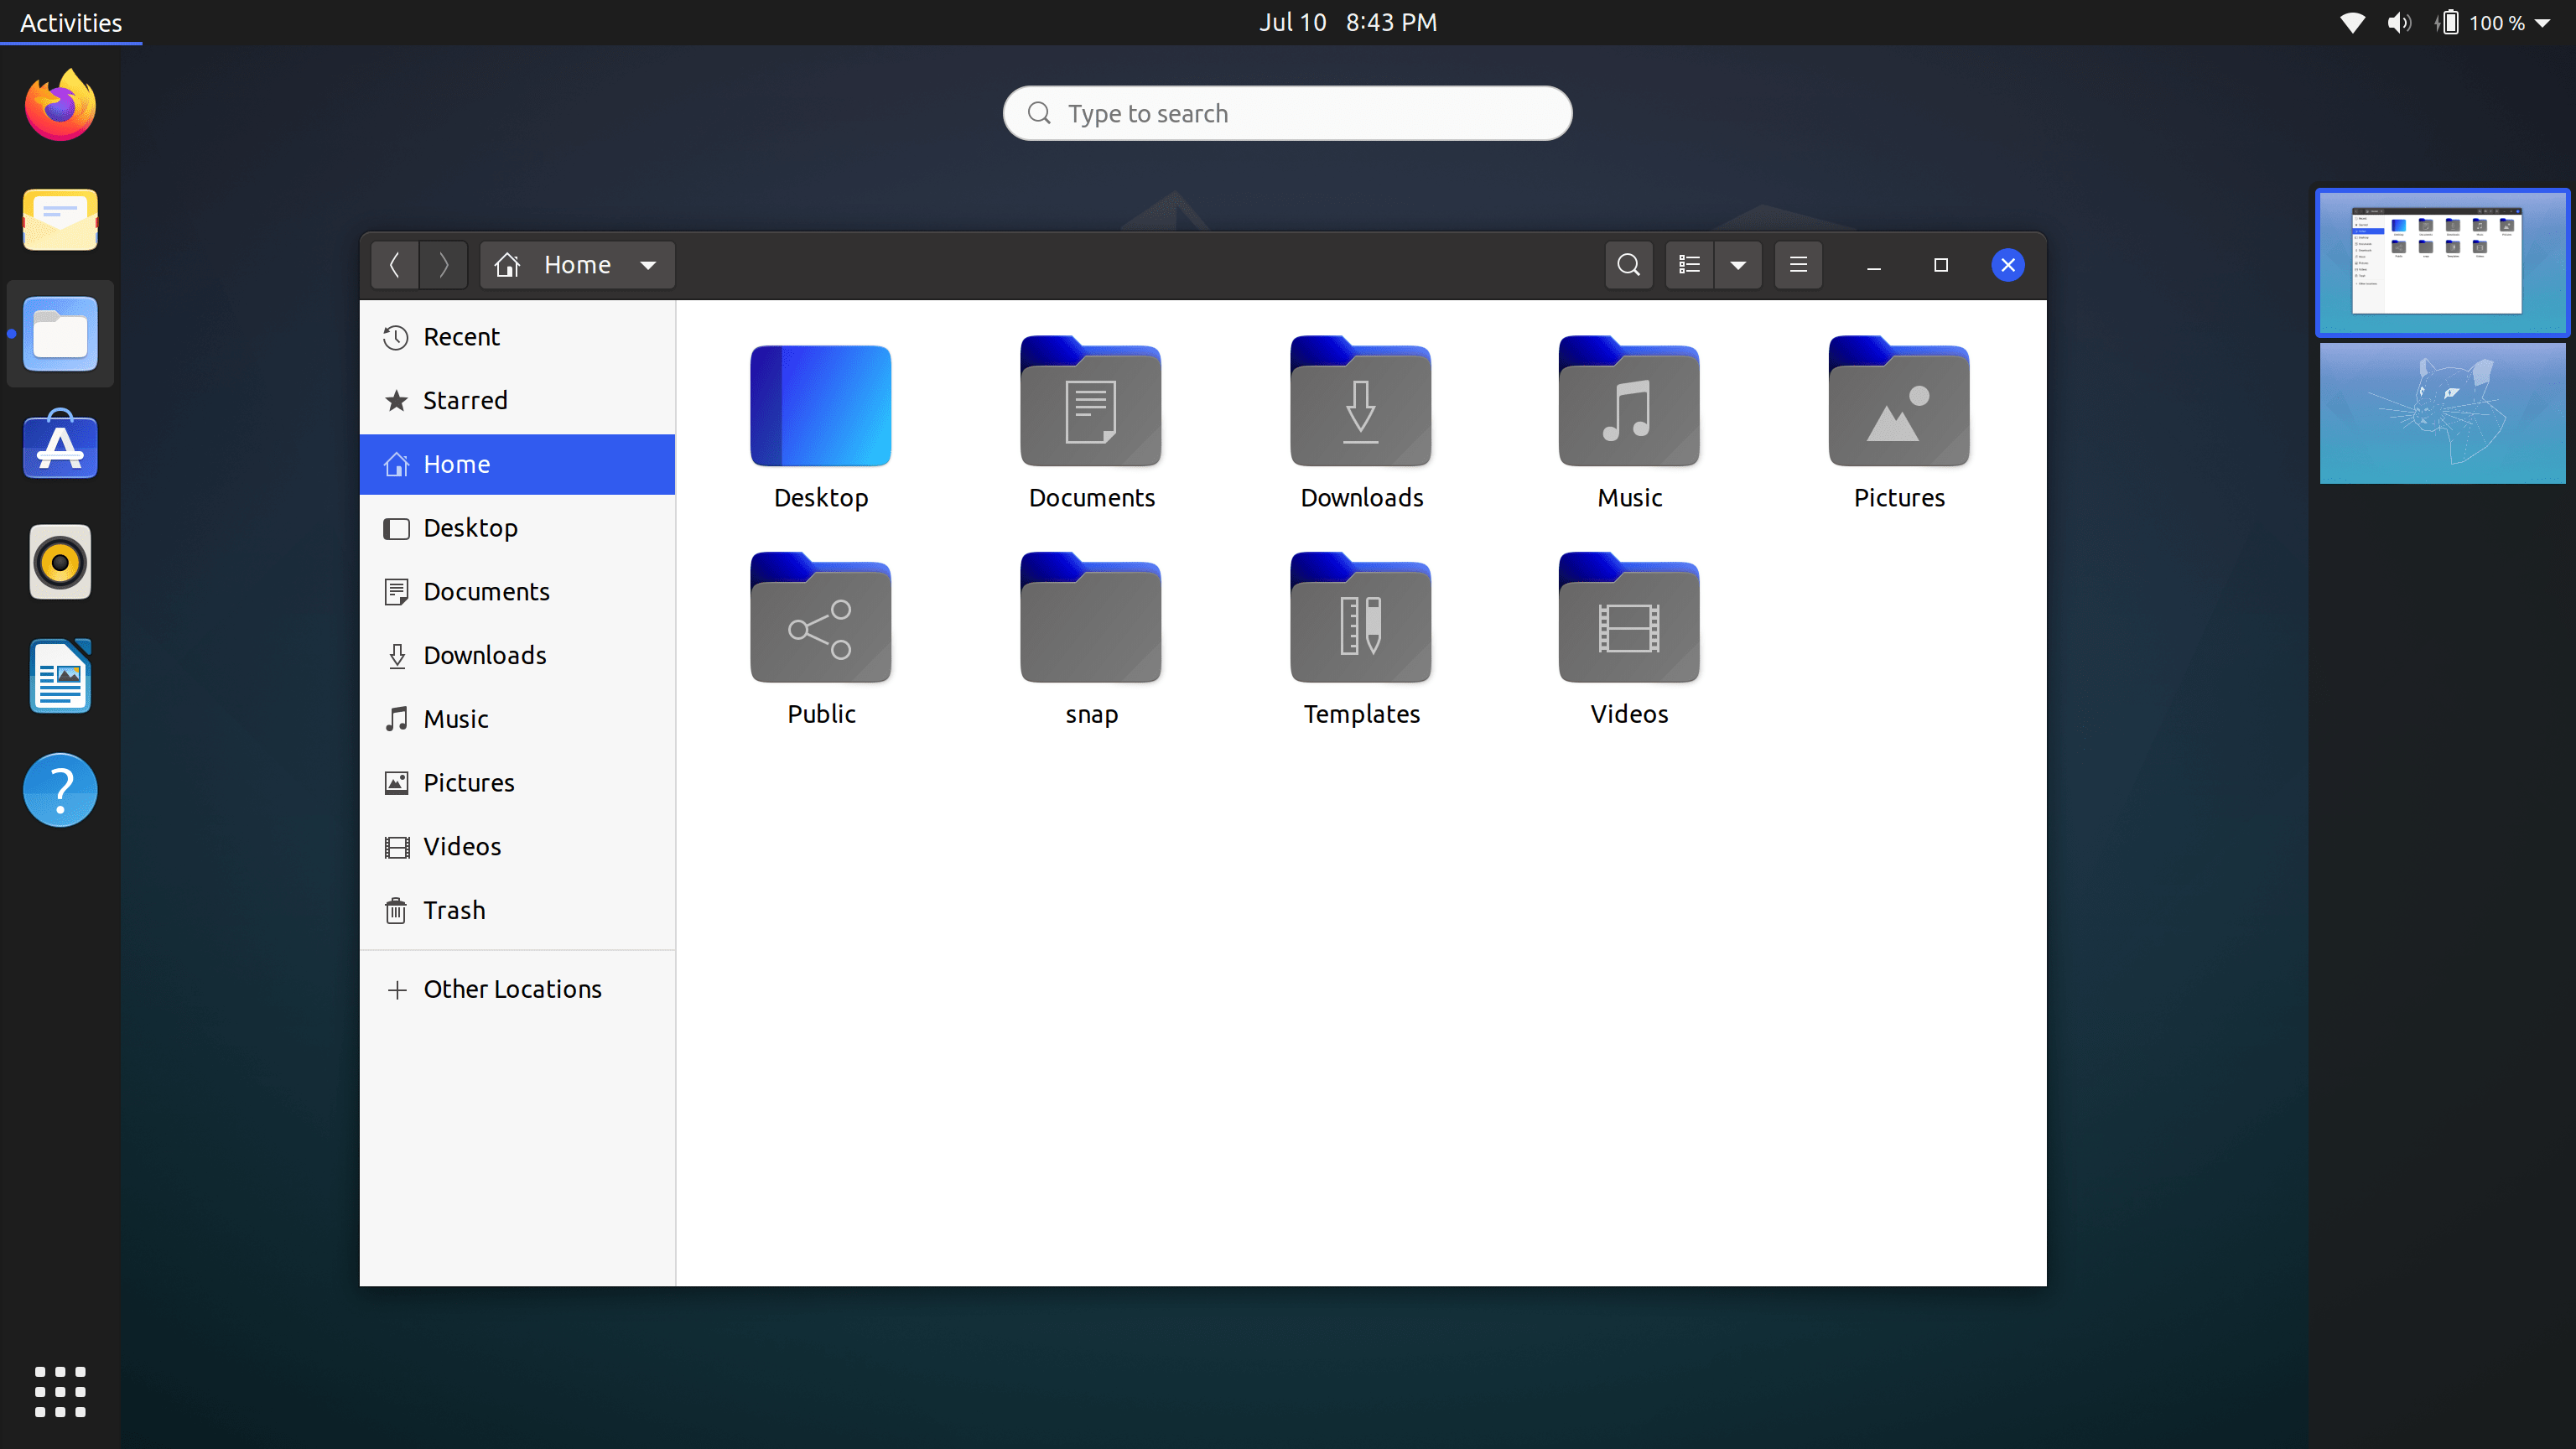 Activities
Jul 10 8:43 PM
100 %
Type to search
Home
Recent
Starred
Home
Desktop
Documents
Downloads
Music
Pictures
Videos
Trash
Other Locations
Desktop
Documents
Downloads
Music
Pictures
Public
snap
Templates
Videos